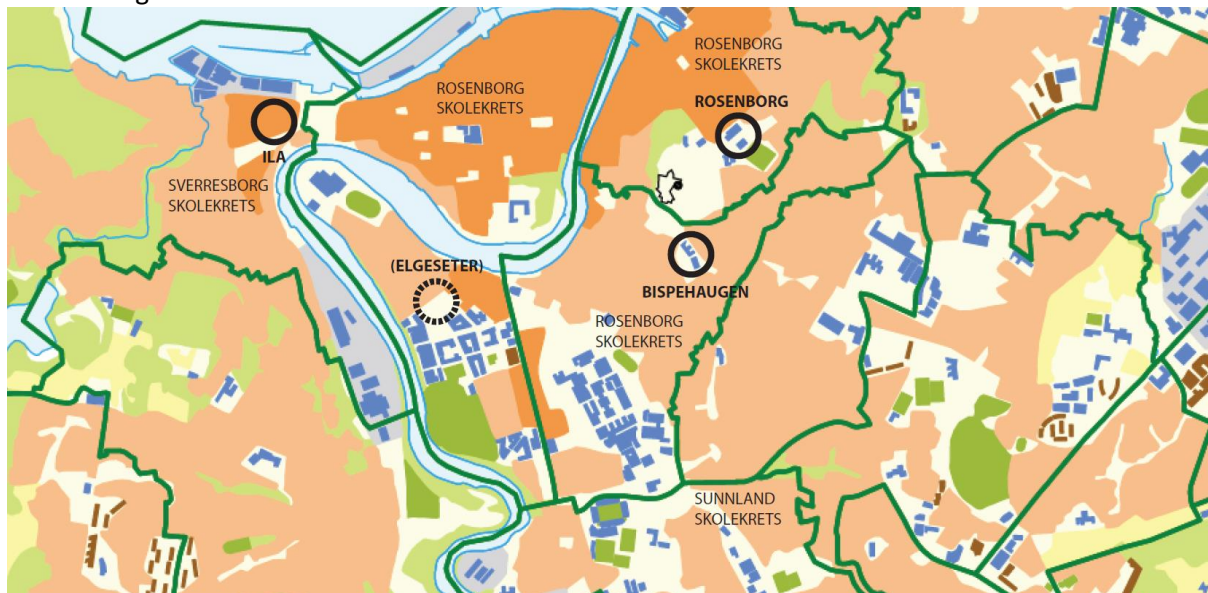 ROSENBORG
SKOLEKRETS
ROSENBORG
SKOLEKRETS
ROSENBORG
ILA
SVERRESBORG
SKOLEKRETS
(ELGESETER)
BISPEHAUGEN
ROSENBORG
SKOLEKRETS
SUNNLAND
SKOLEKRETS